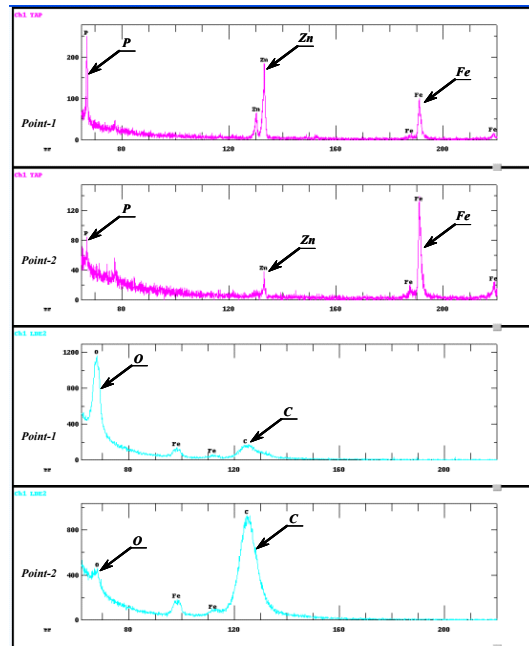 Ch1 TAP
P
P
Zn
Zn
Zn
Fe
Fe
Fe
Fe
200
100
0
Point-1
80
120
160
200
Ch1 TAP
P
P
Zn
Zn
Fe
Fe
Fe
Fe
120
80
40
0
Point-2
80
120
160
200
Ch1 LDE2
O
O
Fe
Fe
C
C
1200
800
400
0
Point-1
80
120
160
200
Ch1 LDE2
O
O
Fe
Fe
C
C
800
400
0
Point-2
80
120
160
200